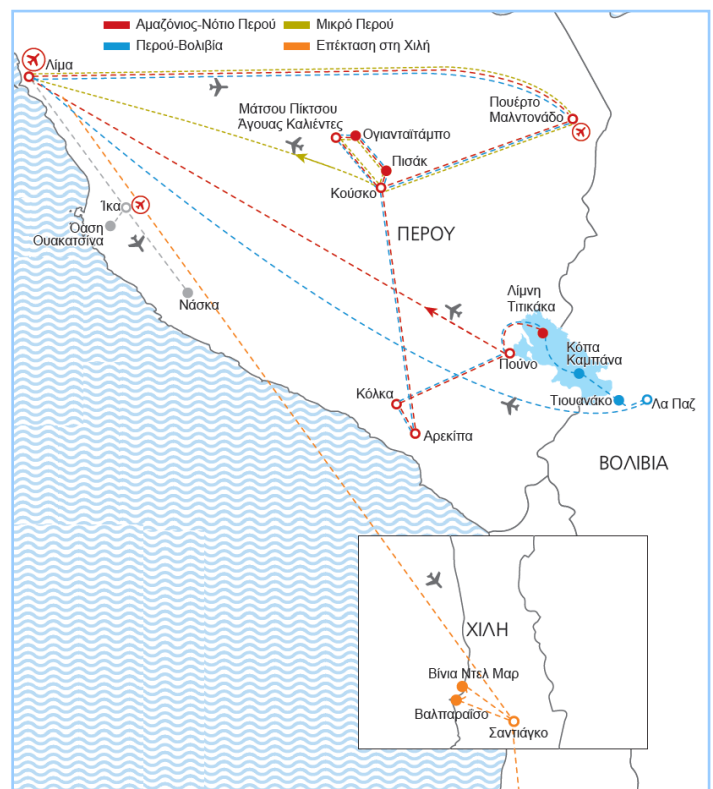 Αμαζόνιος-Νότιο Περού
Μικρό Περού
Περού-Βολιβία
Επέκταση στη Χιλή
Λίμα
Πουέρτο
Μαλντονάδο
Μάτσου Πίκτσου
Άγουας Καλιέντες
Ογιανταϊτάμπο
Πισάκ
Κούσκο
Ίκα
Όαση
Ουακατσίνα
ΠΕΡΟΥ
Νάσκα
Λίμνη
Τιτικάκα
Κόπα
Καμπάνα
Πούνο
Τιουανάκο
Λα Παζ
Κόλκα
Αρεκίπα
ΒΟΛΙΒΙΑ
ΧΙΛΗ
Βίνια Ντελ Μαρ
Βαλπαραΐσο
Σαντιάγκο